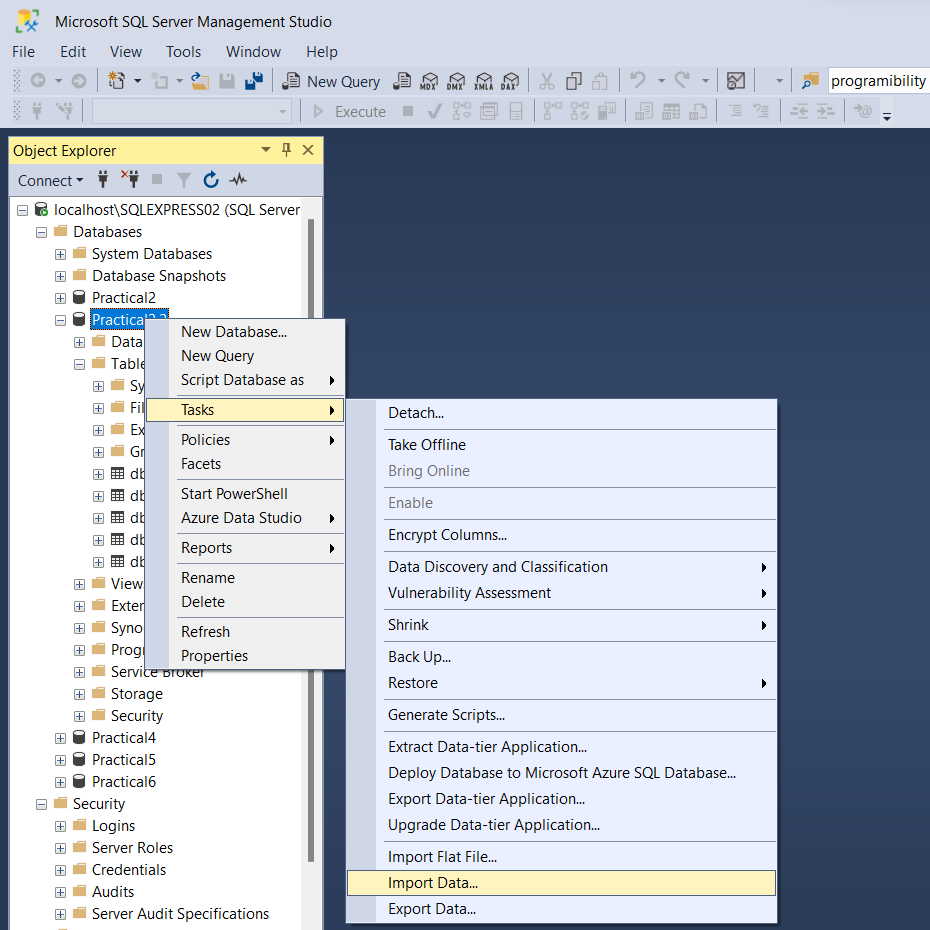 Microsoft SQL Server Management Studio
File Edit View Tools Window Help
New Query MDX DMX XMLA DAX programibility
Execute
Object Explorer
Connect
localhost\SQLEXPRESS02 (SQL Server
Databases
System Databases
Database Snapshots
Practical2
Data
Table
Sy
Fil
Ex
Gr
db
db
db
db
db
View
Exter
Syno
Progr
Service Broker
Storage
Security
Practical4
Practical5
Practical6
Security
Logins
Server Roles
Credentials
Audits
Server Audit Specifications
New Database...
New Query
Script Database as
Tasks
Policies
Facets
Start PowerShell
Azure Data Studio
Reports
Rename
Delete
Refresh
Properties
Detach...
Take Offline
Bring Online
Enable
Encrypt Columns...
Data Discovery and Classification
Vulnerability Assessment
Shrink
Back Up...
Restore
Generate Scripts...
Extract Data-tier Application...
Deploy Database to Microsoft Azure SQL Database...
Export Data-tier Application...
Upgrade Data-tier Application...
Import Flat File...
Import Data...
Export Data...